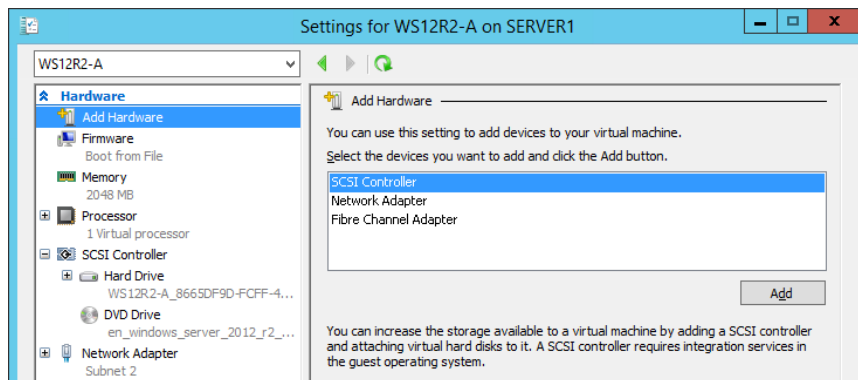 Settings for WS12R2-A on SERVER1
WS12R2-A
Hardware
Add Hardware
Firmware
Boot from File
Memory
2048 MB
Processor
1 Virtual processor
SCSI Controller
Hard Drive
WS12R2-A_8665DF9D-FCFF-4...
DVD Drive
en_windows_server_2012_r2_...
Network Adapter
Subnet 2
Add Hardware
You can use this setting to add devices to your virtual machine.
Select the devices you want to add and click the Add button.
SCSI Controller
Network Adapter
Fibre Channel Adapter
Add
You can increase the storage available to a virtual machine by adding a SCSI controller
and attaching virtual hard disks to it. A SCSI controller requires integration services in
the guest operating system.